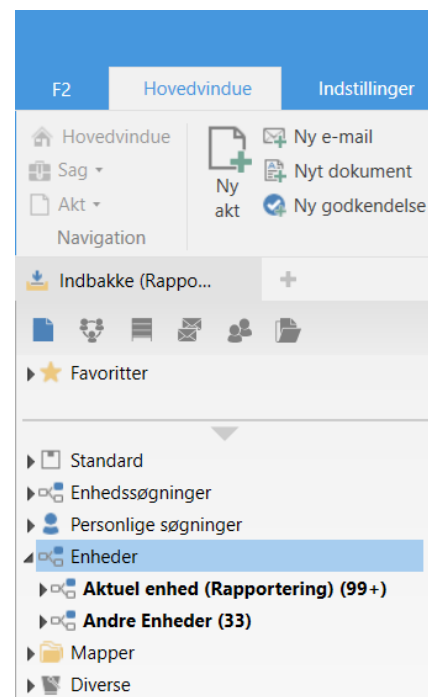 F2 Hovedvindue Indstillinger
Hovedvindue
Sag
Akt
Navigation
Ny
akt
Ny e-mail
Nyt dokument
Ny godkendelse
Indbakke (Rappo... +
Favoritter
Standard
Enhedssøgninger
Personlige søgninger
Enheder
Aktuel enhed (Rapportering) (99+)
Andre Enheder (33)
Mapper
Diverse